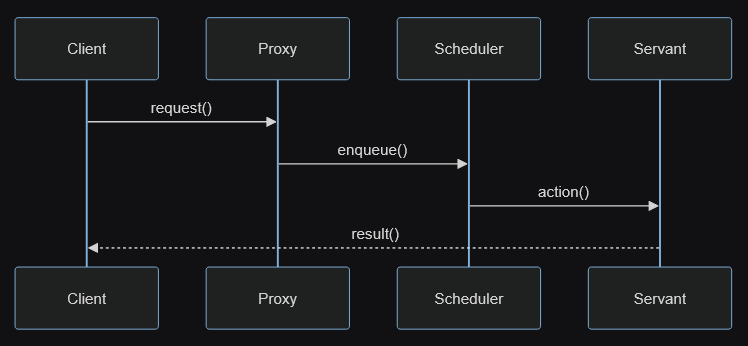 Client
Proxy
Scheduler
Servant
request()
enqueue()
action()
result()
Client
Proxy
Scheduler
Servant